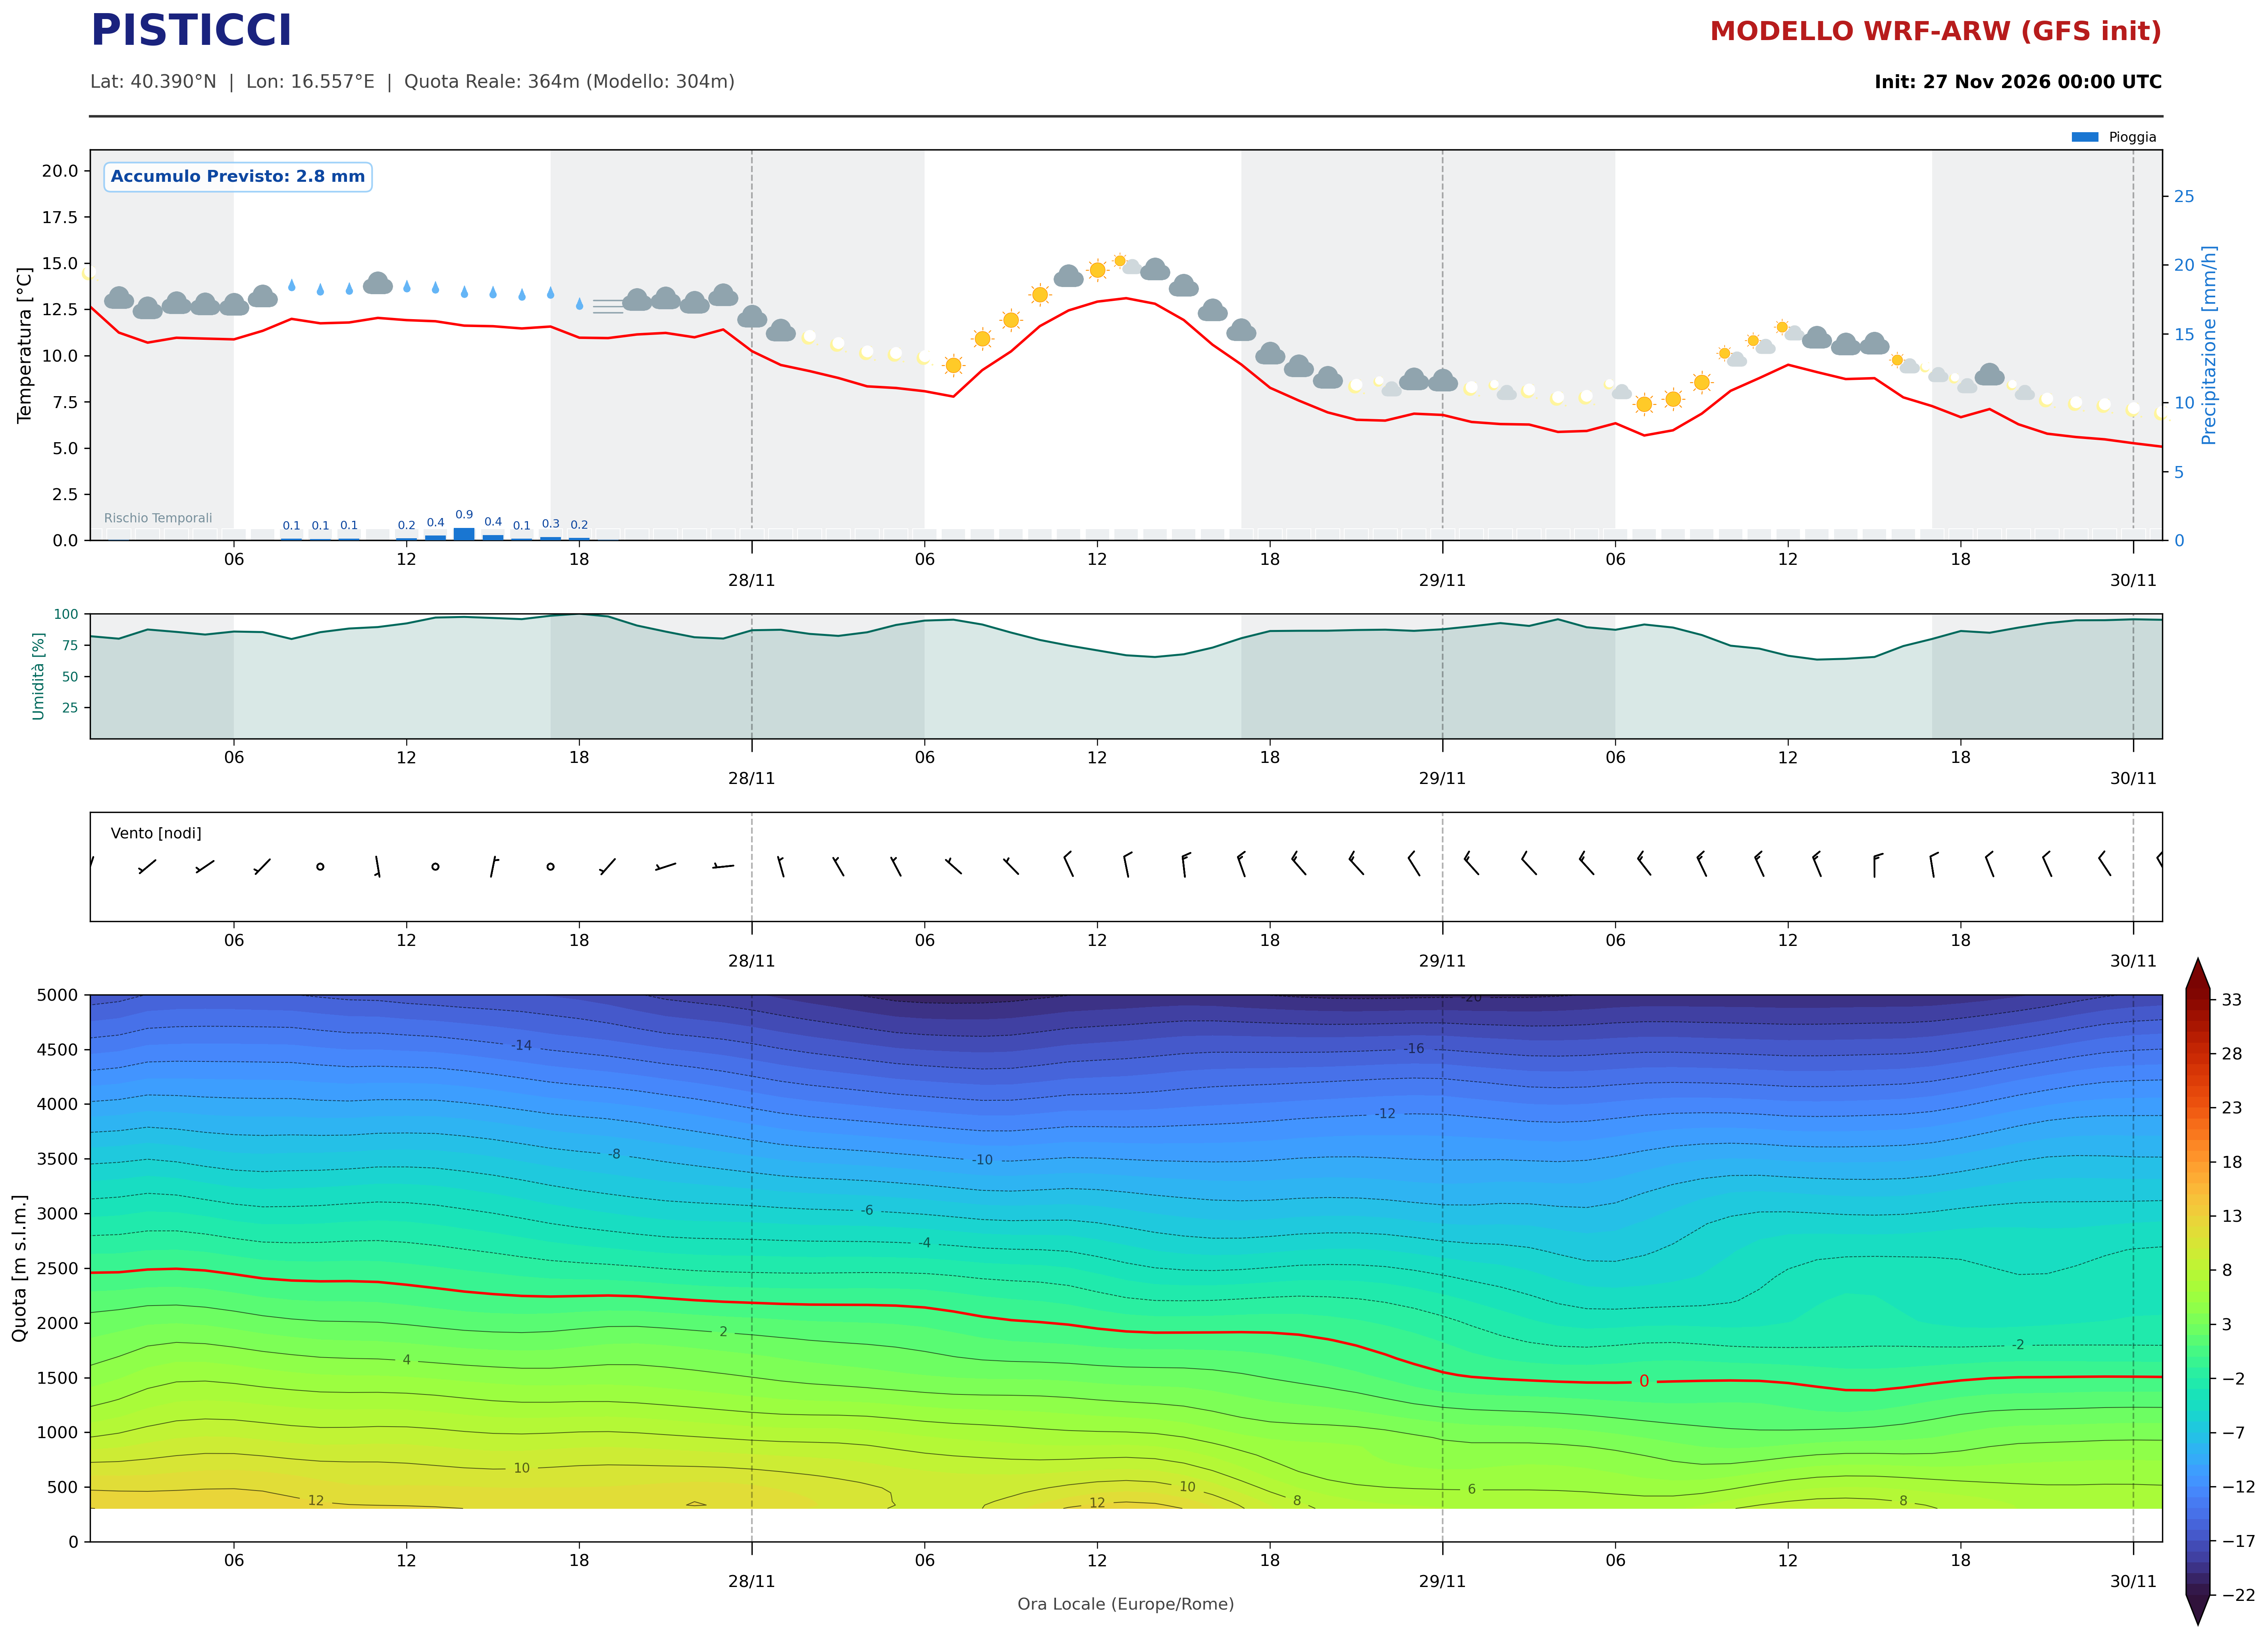 PISTICCI
MODELLO WRF-ARW (GFS init)
Lat: 40.390°N | Lon: 16.557°E | Quota Reale: 364m (Modello: 304m)
Init: 27 Nov 2026 00:00 UTC
Pioggia
Accumulo Previsto: 2.8 mm
Temperatura [°C]
20.0
17.5
15.0
12.5
10.0
7.5
5.0
2.5
0.0
Precipitazione [mm/h]
25
20
15
10
5
0
Rischio Temporali
0.1 0.1 0.1 0.2 0.4 0.9 0.4 0.1 0.3 0.2
06 12 18 06 12 18 06 12 18
28/11 29/11 30/11
Umidità [%]
100
75
50
25
06 12 18 06 12 18 06 12 18
28/11 29/11 30/11
Vento [nodi]
06 12 18 06 12 18 06 12 18
28/11 29/11 30/11
Quota [m s.l.m.]
5000
4500
4000
3500
3000
2500
2000
1500
1000
500
0
-20
-14 -16
-12
-8 -10
-6
-4
2 -2
4 0
10 10 6
12 12 8 8
33
28
23
18
13
8
3
−2
−7
−12
−17
−22
06 12 18 06 12 18 06 12 18
28/11 29/11 30/11
Ora Locale (Europe/Rome)